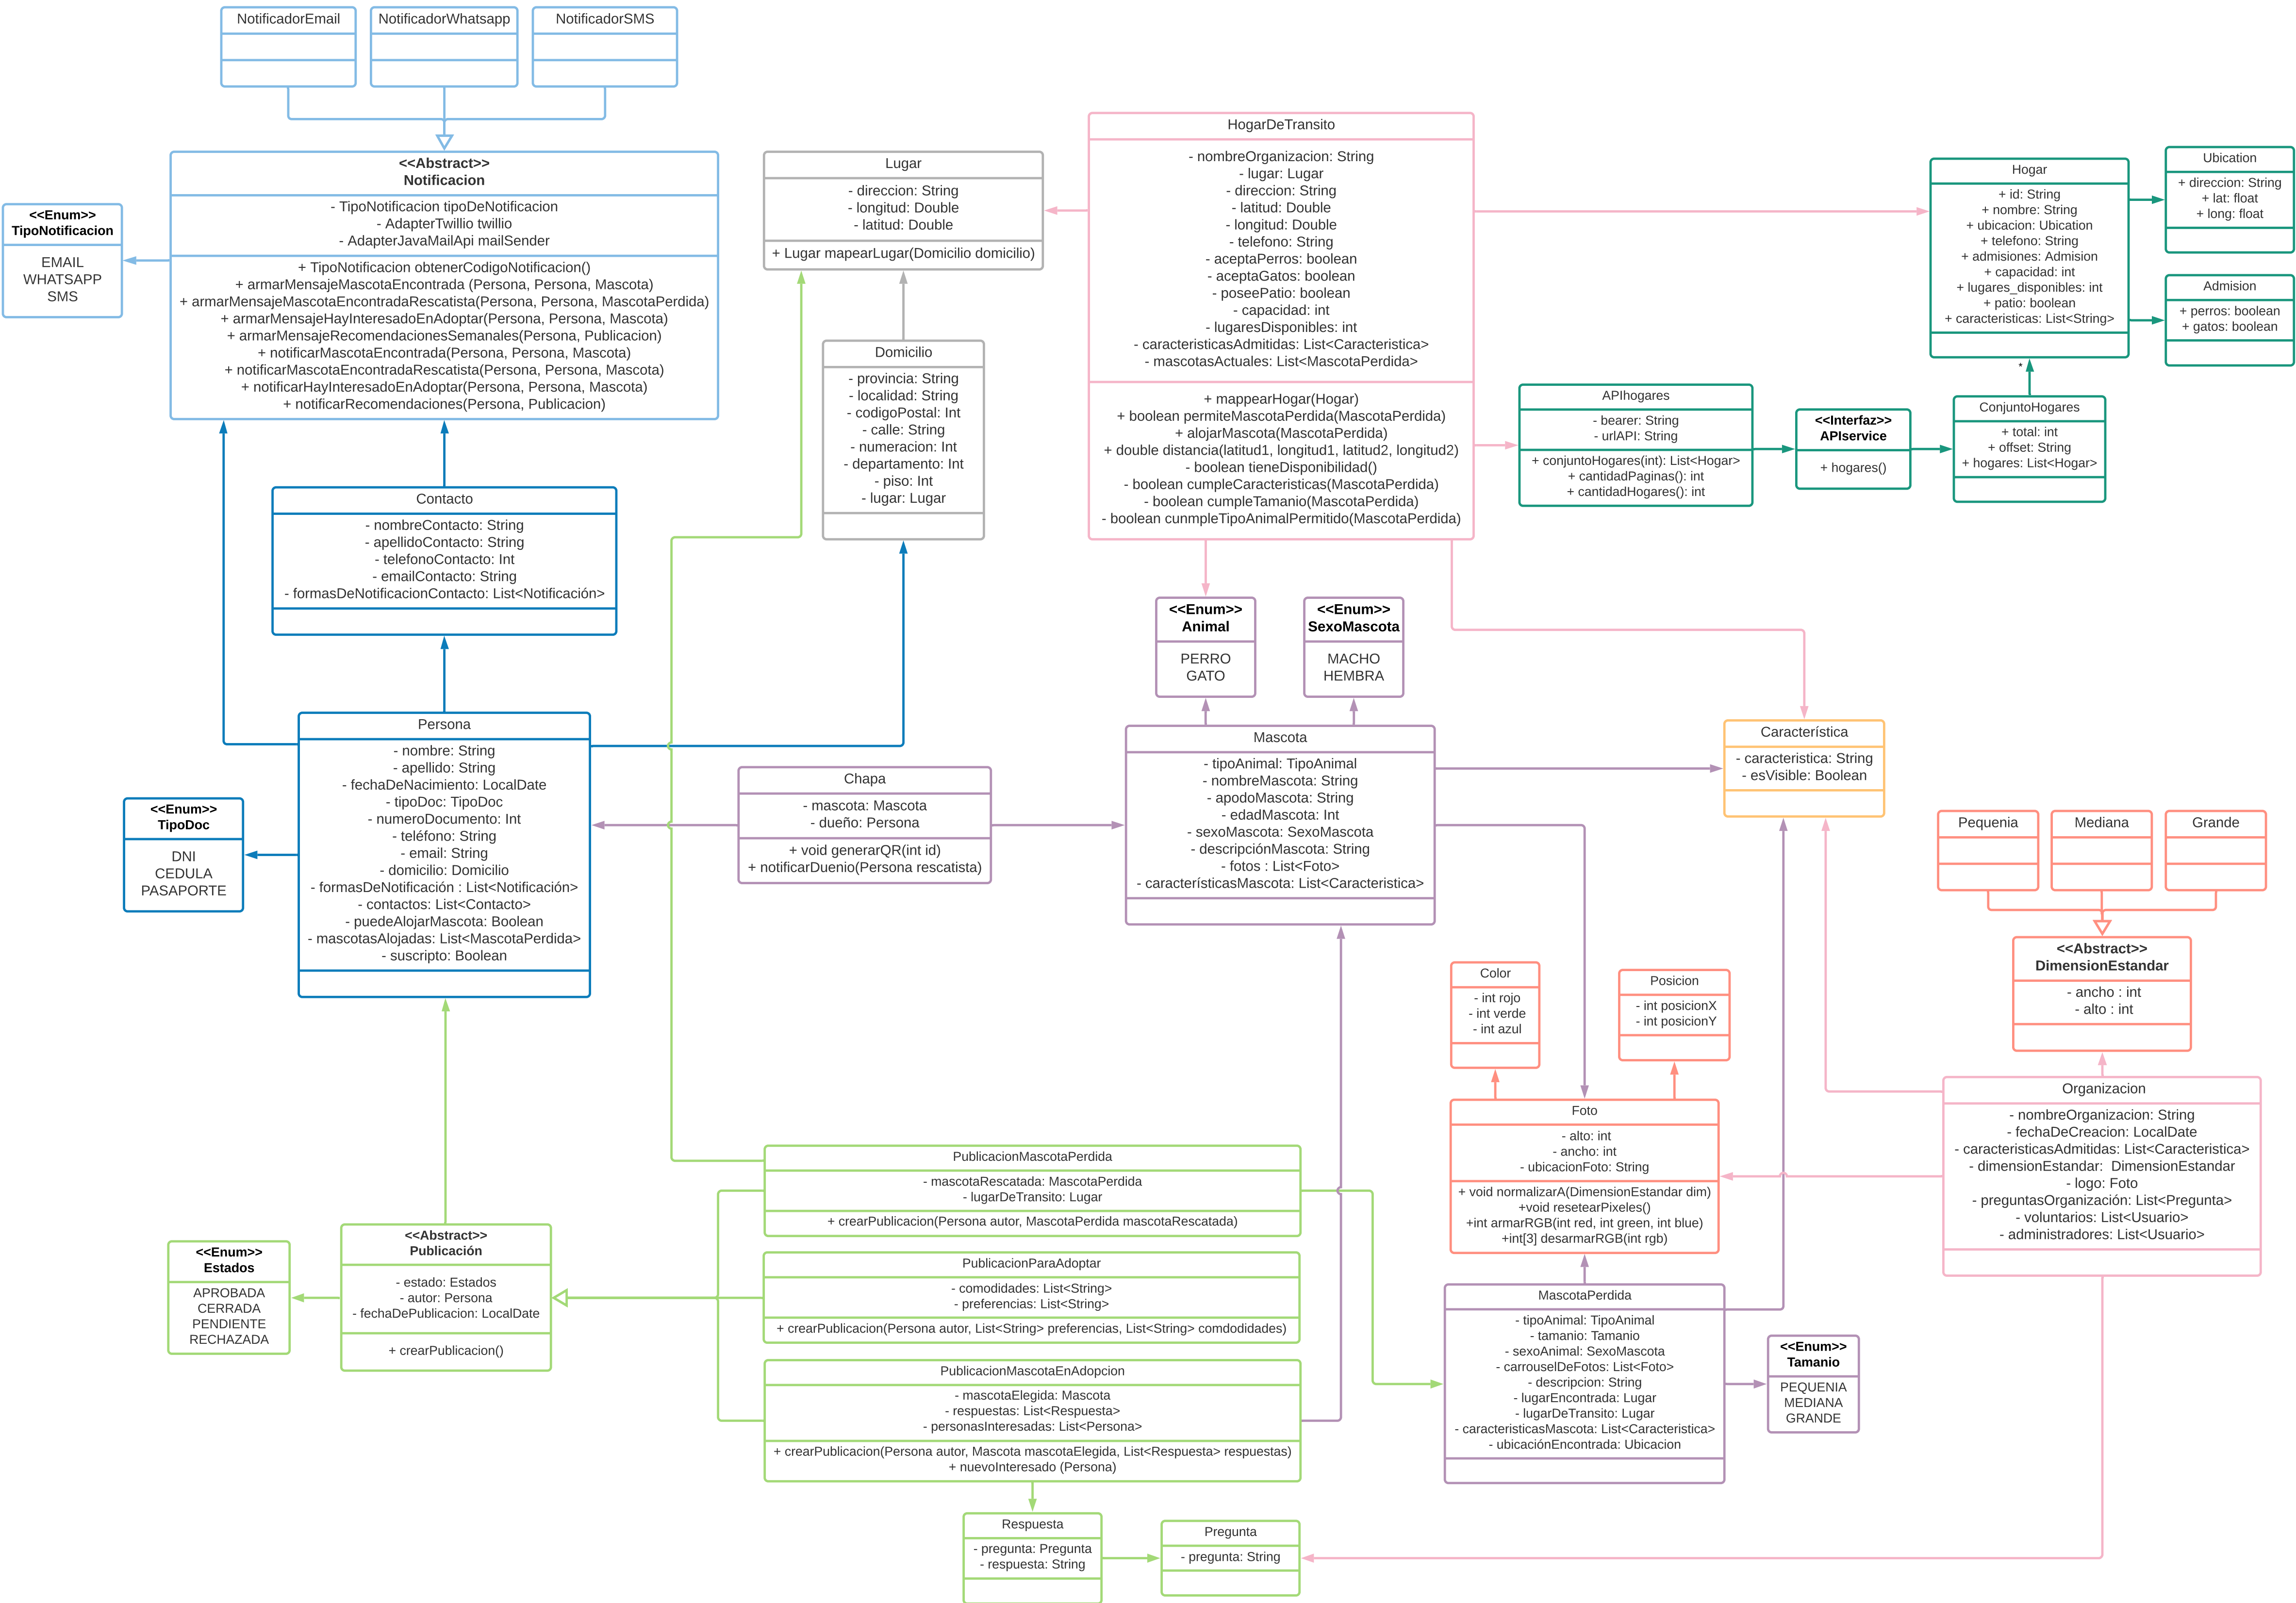 NotificadorEmail
NotificadorWhatsapp
NotificadorSMS
<<Abstract>>
Notificacion
- TipoNotification tipoDeNotificacion
- AdapterTwillio twillio
- AdapterJavaMailApi mailSender
+ TipoNotificacion obtenerCodigoNotificacion()
+ armarMensajeMascotaEncontrada (Persona, Persona, Mascota)
+ armarMensajeMascotaEncontradaRescatista(Persona, Persona, MascotaPerdida)
+ armarMensajeHayInteresadoEnAdoptar(Persona, Persona, Mascota)
+ armarMensajeRecomendacionesSemanales(Persona, Publicacion)
+ notificarMascotaEncontrada(Persona, Persona, Mascota)
+ notificarMascotaEncontradaRescatista(Persona, Persona, Mascota)
+ notificarHayInteresadoEnAdoptar(Persona, Persona, Mascota)
+ notificarRecomendaciones(Persona, Publicacion)
<<Enum>>
TipoNotificacion
EMAIL
WHATSAPP
SMS
Lugar
- direccion: String
- longitud: Double
- latitud: Double
+ Lugar mapearLugar(Domicilio domicilio)
Domicilio
- provincia: String
- localidad: String
- codigoPostal: Int
- calle: String
- numeracion: Int
- departamento: Int
- piso: Int
- lugar: Lugar
HogarDeTransito
- nombreOrganizacion: String
- lugar: Lugar
- direccion: String
- latitud: Double
- longitud: Double
- telefono: String
- aceptaPerros: boolean
- aceptaGatos: boolean
- poseePatio: boolean
- capacidad: int
- lugaresDisponibles: int
- caracteristicasAdmitidas: List<Caracteristica>
- mascotasActuales: List<MascotaPerdida>
+ mappearHogar(Hogar)
+ boolean permiteMascotaPerdida(MascotaPerdida)
+ alojarMascota(MascotaPerdida)
+ double distancia(latitud1, longitud1, latitud2, longitud2)
- boolean tieneDisponibilidad()
- boolean cumpleCaracteristicas(MascotaPerdida)
- boolean cumpleTamanio(MascotaPerdida)
- boolean cunmpleTipoAnimalPermitido(MascotaPerdida)
Hogar
+ id: String
+ nombre: String
+ ubicacion: Ubication
+ telefono: String
+ admisiones: Admision
+ capacidad: int
+ lugares_disponibles: int
+ patio: boolean
+ caracteristicas: List<String>
Ubication
+ direccion: String
+ lat: float
+ long: float
Admision
+ perros: boolean
+ gatos: boolean
APIhogares
- bearer: String
- urlAPI: String
+ conjuntoHogares(int): List<Hogar>
+ cantidadPaginas(): int
+ cantidadHogares(): int
<<Interfaz>>
APIservice
+ hogares()
*
ConjuntoHogares
+ total: int
+ offset: String
+ hogares: List<Hogar>
Contacto
- nombreContacto: String
- apellidoContacto: String
- telefonoContacto: Int
- emailContacto: String
- formasDeNotificacionContacto: List<Notificación>
<<Enum>>
Animal
PERRO
GATO
<<Enum>>
SexoMascota
MACHO
HEMBRA
Persona
- nombre: String
- apellido: String
- fechaDeNacimiento: LocalDate
- tipoDoc: TipoDoc
- numeroDocumento: Int
- teléfono: String
- email: String
- domicilio: Domicilio
- formasDeNotificación : List<Notificación>
- contactos: List<Contacto>
- puedeAlojarMascota: Boolean
- mascotasAlojadas: List<MascotaPerdida>
- suscripto: Boolean
<<Enum>>
TipoDoc
DNI
CEDULA
PASAPORTE
Chapa
- mascota: Mascota
- dueño: Persona
+ void generarQR(int id)
+ notificarDuenio(Persona rescatista)
Mascota
- tipoAnimal: TipoAnimal
- nombreMascota: String
- apodoMascota: String
- edadMascota: Int
- sexoMascota: SexoMascota
- descripciónMascota: String
- fotos : List<Foto>
- característicasMascota: List<Caracteristica>
Característica
- caracteristica: String
- esVisible: Boolean
Pequenia
Mediana
Grande
<<Abstract>>
DimensionEstandar
- ancho : int
- alto : int
Color
- int rojo
- int verde
- int azul
Posicion
- int posicionX
- int posicionY
Foto
- alto: int
- ancho: int
- ubicacionFoto: String
+ void normalizarA(DimensionEstandar dim)
+void resetearPixeles()
+int armarRGB(int red, int green, int blue)
+int[3] desarmarRGB(int rgb)
Organizacion
- nombreOrganizacion: String
- fechaDeCreacion: LocalDate
- caracteristicasAdmitidas: List<Caracteristica>
- dimensionEstandar:  DimensionEstandar
- logo: Foto
- preguntasOrganización: List<Pregunta>
- voluntarios: List<Usuario>
- administradores: List<Usuario>
PublicacionMascotaPerdida
- mascotaRescatada: MascotaPerdida
- lugarDeTransito: Lugar
+ crearPublicacion(Persona autor, MascotaPerdida mascotaRescatada)
<<Abstract>>
Publicación
- estado: Estados
- autor: Persona
- fechaDePublicacion: LocalDate
+ crearPublicacion()
<<Enum>>
Estados
APROBADA
CERRADA
PENDIENTE
RECHAZADA
PublicacionParaAdoptar
- comodidades: List<String>
- preferencias: List<String>
+ crearPublicacion(Persona autor, List<String> preferencias, List<String> comdodidades)
PublicacionMascotaEnAdopcion
- mascotaElegida: Mascota
- respuestas: List<Respuesta>
- personasInteresadas: List<Persona>
+ crearPublicacion(Persona autor, Mascota mascotaElegida, List<Respuesta> respuestas)
+ nuevoInteresado (Persona)
MascotaPerdida
- tipoAnimal: TipoAnimal
- tamanio: Tamanio
- sexoAnimal: SexoMascota
- carrouselDeFotos: List<Foto>
- descripcion: String
- lugarEncontrada: Lugar
- lugarDeTransito: Lugar
- caracteristicasMascota: List<Caracteristica>
- ubicaciónEncontrada: Ubicacion
<<Enum>>
Tamanio
PEQUENIA
MEDIANA
GRANDE
Respuesta
- pregunta: Pregunta
- respuesta: String
Pregunta
- pregunta: String